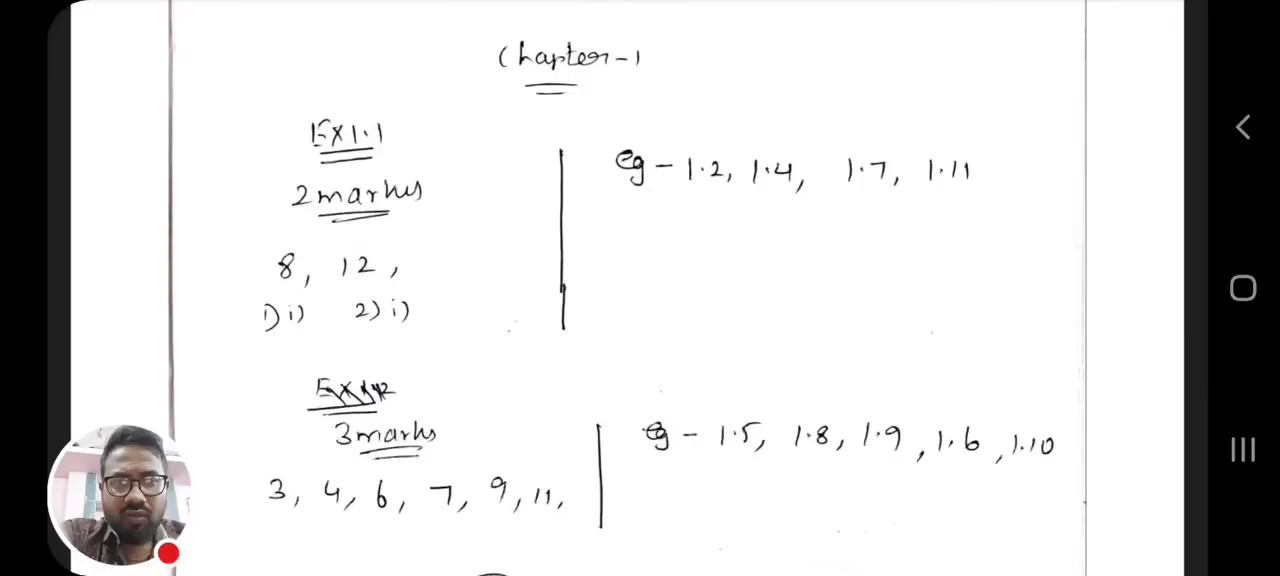 Chapter-1
Ex 1.1
2 marks
8, 12,
1) i) 2) i)
eg - 1.2, 1.4, 1.7, 1.11
3 marks
3, 4, 6, 7, 9, 11,
eg - 1.5, 1.8, 1.9, 1.6, 1.10